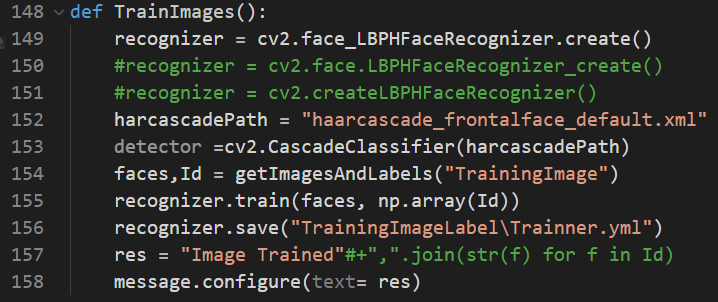 148 def TrainImages():
149 recognizer = cv2.face_LBPHFaceRecognizer.create()
150 #recognizer = cv2.face.LBPHFaceRecognizer_create()
151 #recognizer = cv2.createLBPHFaceRecognizer()
152 harcascadePath = "haarcascade_frontalface_default.xml"
153 detector =cv2.CascadeClassifier(harcascadePath)
154 faces,Id = getImagesAndLabels("TrainingImage")
155 recognizer.train(faces, np.array(Id))
156 recognizer.save("TrainingImageLabel\Trainner.yml")
157 res = "Image Trained"#+",".join(str(f) for f in Id)
158 message.configure(text= res)